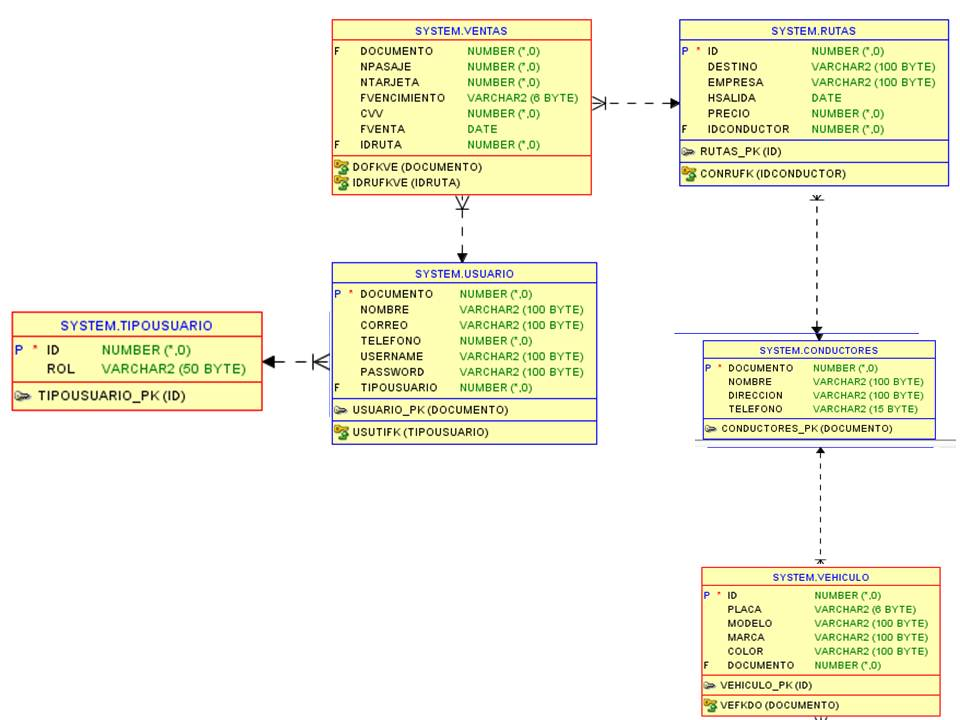 SYSTEM.VENTAS
F DOCUMENTO NUMBER (*,0)
NPASAJE NUMBER (*,0)
NTARJETA NUMBER (*,0)
FVENCIMIENTO VARCHAR2 (6 BYTE)
CVV NUMBER (*,0)
FVENTA DATE
F IDRUTA NUMBER (*,0)
DOFKVE (DOCUMENTO)
IDRUFKVE (IDRUTA)
SYSTEM.RUTAS
P * ID NUMBER (*,0)
DESTINO VARCHAR2 (100 BYTE)
EMPRESA VARCHAR2 (100 BYTE)
HSALIDA DATE
PRECIO NUMBER (*,0)
F IDCONDUCTOR NUMBER (*,0)
RUTAS_PK (ID)
CONRUFK (IDCONDUCTOR)
SYSTEM.TIPOUSUARIO
P * ID NUMBER (*,0)
ROL VARCHAR2 (50 BYTE)
TIPOUSUARIO_PK (ID)
SYSTEM.USUARIO
P * DOCUMENTO NUMBER (*,0)
NOMBRE VARCHAR2 (100 BYTE)
CORREO VARCHAR2 (100 BYTE)
TELEFONO NUMBER (*,0)
USERNAME VARCHAR2 (100 BYTE)
PASSWORD VARCHAR2 (100 BYTE)
F TIPOUSUARIO NUMBER (*,0)
USUARIO_PK (DOCUMENTO)
USUTIFK (TIPOUSUARIO)
SYSTEM.CONDUCTORES
P * DOCUMENTO NUMBER (*,0)
NOMBRE VARCHAR2 (100 BYTE)
DIRECCION VARCHAR2 (100 BYTE)
TELEFONO VARCHAR2 (15 BYTE)
CONDUCTORES_PK (DOCUMENTO)
SYSTEM.VEHICULO
P * ID NUMBER (*,0)
PLACA VARCHAR2 (6 BYTE)
MODELO VARCHAR2 (100 BYTE)
MARCA VARCHAR2 (100 BYTE)
COLOR VARCHAR2 (100 BYTE)
F DOCUMENTO NUMBER (*,0)
VEHICULO_PK (ID)
VEFKDO (DOCUMENTO)